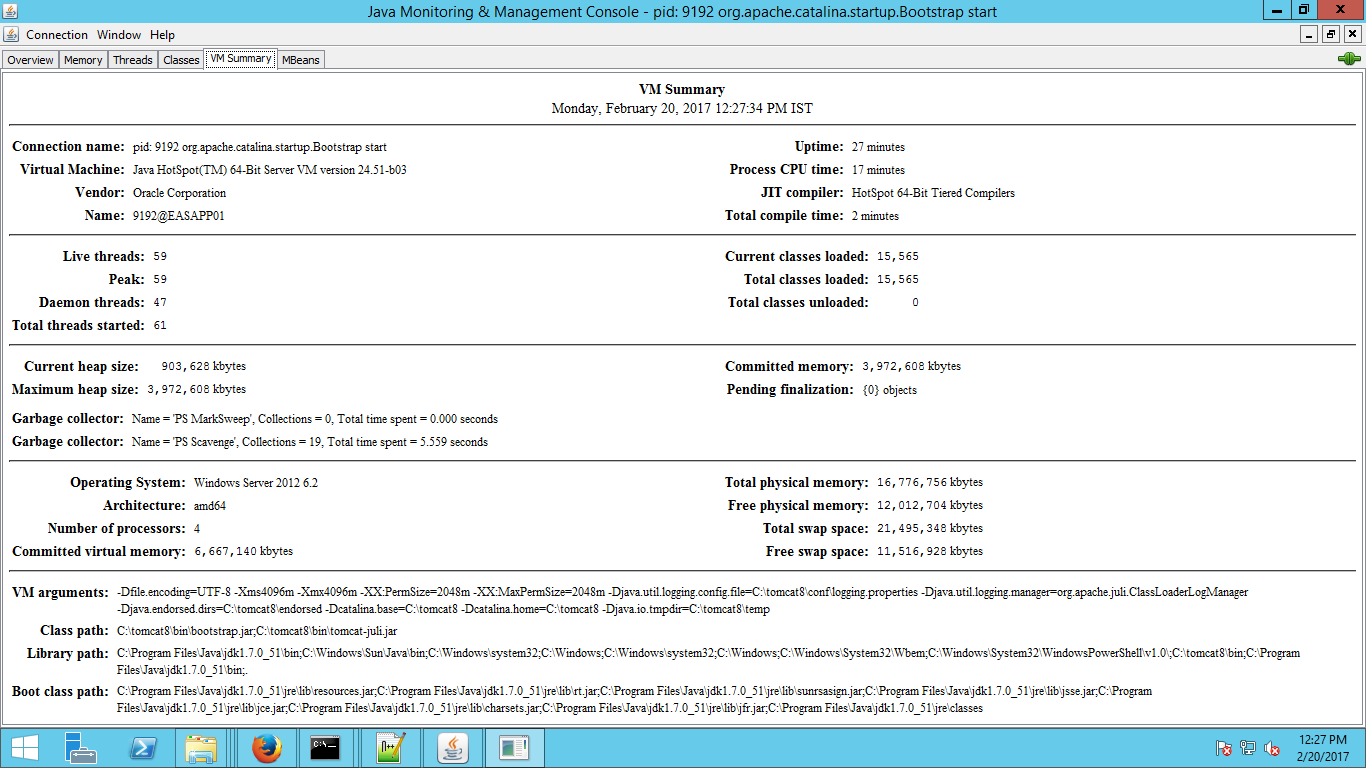 Java Monitoring & Management Console - pid: 9192 org.apache.catalina.startup.Bootstrap start
Connection Window Help
Overview Memory Threads Classes VM Summary MBeans
VM Summary
Monday, February 20, 2017 12:27:34 PM IST
Connection name: pid: 9192 org.apache.catalina.startup.Bootstrap start
Virtual Machine: Java HotSpot(TM) 64-Bit Server VM version 24.51-b03
Vendor: Oracle Corporation
Name: 9192@EASAPP01
Uptime: 27 minutes
Process CPU time: 17 minutes
JIT compiler: HotSpot 64-Bit Tiered Compilers
Total compile time: 2 minutes
Live threads: 59
Peak: 59
Daemon threads: 47
Total threads started: 61
Current classes loaded: 15,565
Total classes loaded: 15,565
Total classes unloaded: 0
Current heap size: 903,628 kbytes
Maximum heap size: 3,972,608 kbytes
Committed memory: 3,972,608 kbytes
Pending finalization: {0} objects
Garbage collector: Name = 'PS MarkSweep', Collections = 0, Total time spent = 0.000 seconds
Garbage collector: Name = 'PS Scavenge', Collections = 19, Total time spent = 5.559 seconds
Operating System: Windows Server 2012 6.2
Architecture: amd64
Number of processors: 4
Committed virtual memory: 6,667,140 kbytes
Total physical memory: 16,776,756 kbytes
Free physical memory: 12,012,704 kbytes
Total swap space: 21,495,348 kbytes
Free swap space: 11,516,928 kbytes
VM arguments: -Dfile.encoding=UTF-8 -Xms4096m -Xmx4096m -XX:PermSize=2048m -XX:MaxPermSize=2048m -Djava.util.logging.config.file=C:\tomcat8\conf\logging.properties -Djava.util.logging.manager=org.apache.juli.ClassLoaderLogManager
-Djava.endorsed.dirs=C:\tomcat8\endorsed -Dcatalina.base=C:\tomcat8 -Dcatalina.home=C:\tomcat8 -Djava.io.tmpdir=C:\tomcat8\temp
Class path: C:\tomcat8\bin\bootstrap.jar;C:\tomcat8\bin\tomcat-juli.jar
Library path: C:\Program Files\Java\jdk1.7.0_51\bin;C:\Windows\Sun\Java\bin;C:\Windows\system32;C:\Windows;C:\Windows\system32;C:\Windows;C:\Windows\System32\Wbem;C:\Windows\System32\WindowsPowerShell\v1.0\;C:\tomcat8\bin;C:\Program
Files\Java\jdk1.7.0_51\bin;.
Boot class path: C:\Program Files\Java\jdk1.7.0_51\jre\lib\resources.jar;C:\Program Files\Java\jdk1.7.0_51\jre\lib\rt.jar;C:\Program Files\Java\jdk1.7.0_51\jre\lib\sunrsasign.jar;C:\Program Files\Java\jdk1.7.0_51\jre\lib\jsse.jar;C:\Program
Files\Java\jdk1.7.0_51\jre\lib\jce.jar;C:\Program Files\Java\jdk1.7.0_51\jre\lib\charsets.jar;C:\Program Files\Java\jdk1.7.0_51\jre\lib\jfr.jar;C:\Program Files\Java\jdk1.7.0_51\jre\classes
12:27 PM
2/20/2017